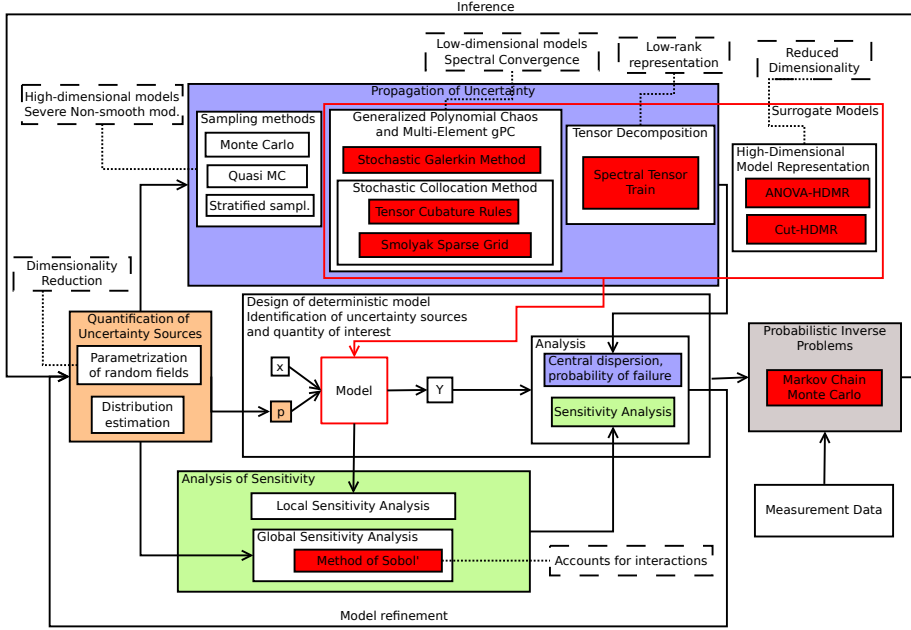 Inference
Low-dimensional models
Spectral Convergence
Low-rank
representation
Reduced
Dimensionality
High-dimensional models
Severe Non-smooth mod.
Propagation of Uncertainty
Surrogate Models
Sampling methods
Monte Carlo
Quasi MC
Stratified sampl.
Generalized Polynomial Chaos
and Multi-Element gPC
Stochastic Galerkin Method
Stochastic Collocation Method
Tensor Cubature Rules
Smolyak Sparse Grid
Tensor Decomposition
Spectral Tensor
Train
High-Dimensional
Model Representation
ANOVA-HDMR
Cut-HDMR
Dimensionality
Reduction
Quantification of
Uncertainty Sources
Parametrization
of random fields
Distribution
estimation
Design of deterministic model
Identification of uncertainty sources
and quantity of interest
x
p
Model
Y
Analysis
Central dispersion,
probability of failure
Sensitivity Analysis
Probabilistic Inverse
Problems
Markov Chain
Monte Carlo
Measurement Data
Analysis of Sensitivity
Local Sensitivity Analysis
Global Sensitivity Analysis
Method of Sobol'
Accounts for interactions
Model refinement